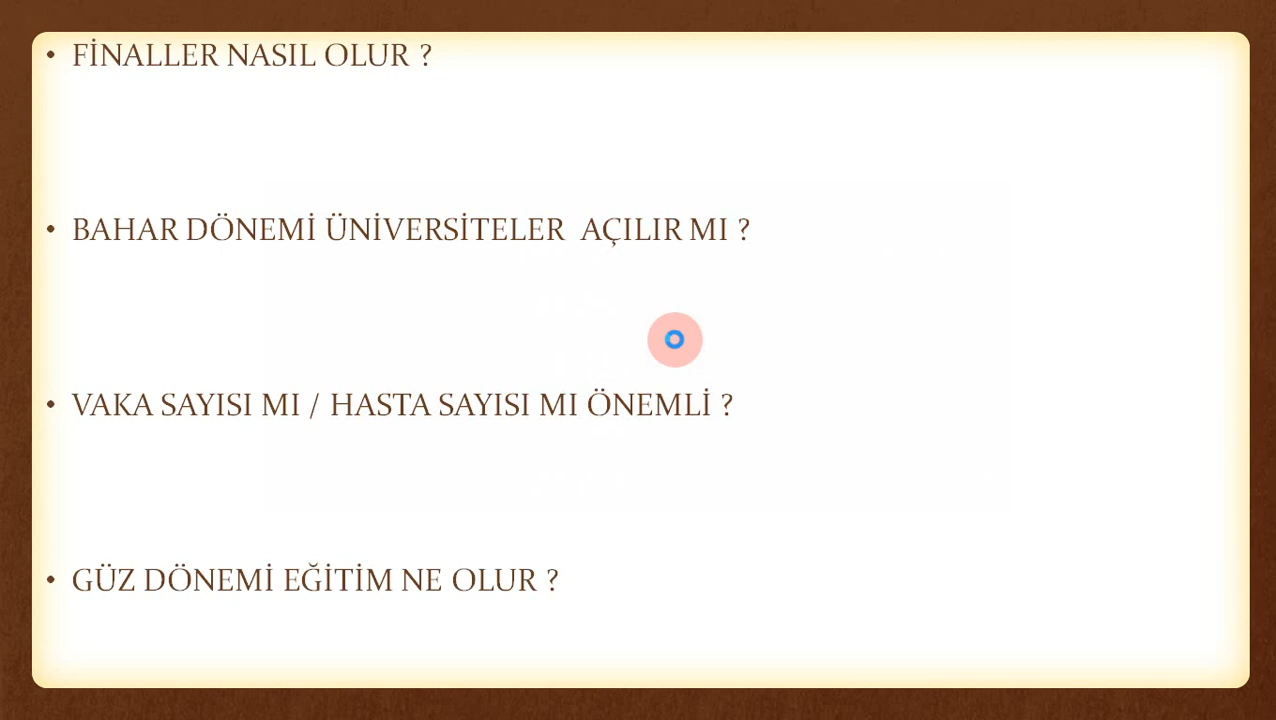 • FİNALLER NASIL OLUR ?
• BAHAR DÖNEMİ ÜNİVERSİTELER AÇILIR MI ?
• VAKA SAYISI MI / HASTA SAYISI MI ÖNEMLİ ?
• GÜZ DÖNEMİ EĞİTİM NE OLUR ?